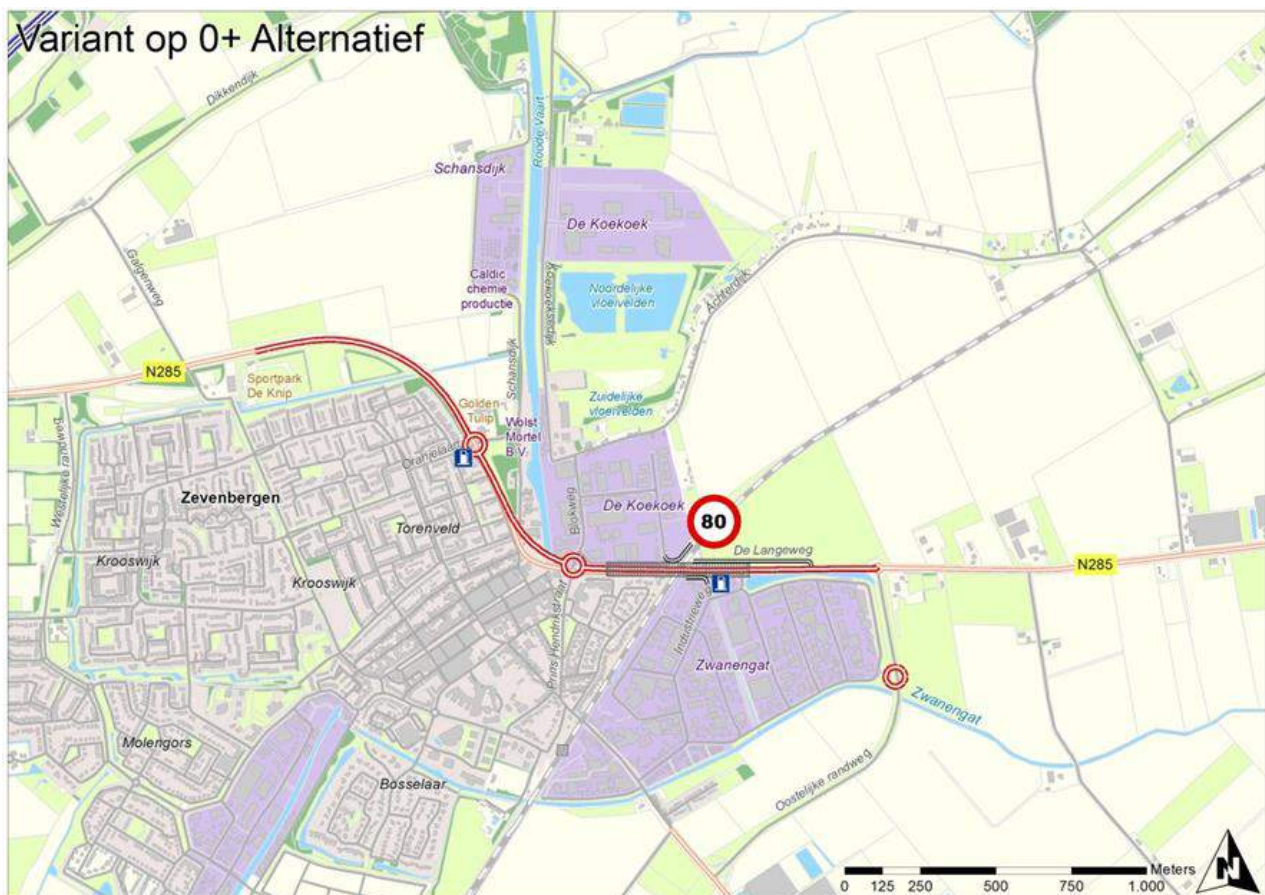 Variant op 0+ Alternatief
Dikkendijk
Roode Vaart
Schansdijk
De Koekoek
Galgenweg
Caldic
chemie
productie
Koekoeksedijk
Noordelijke
vloeivelden
Achterdijk
N285
Sportpark
De Knip
Schansdijk
Golden
Tulip
Zuidelijke
vloeivelden
Wolst
Mortel
B.V.
Westelijke randweg
Oranjelaan
Zevenbergen
Torenveld
Blokweg
De Koekoek
80
De Langeweg
N285
Krooswijk
Krooswijk
Prins Hendrikstraat
Industrieweg
Zwanengat
Zwanengat
Molengors
Bosselaar
Oostelijke randweg
Meters
0 125 250 500 750 1.000
N